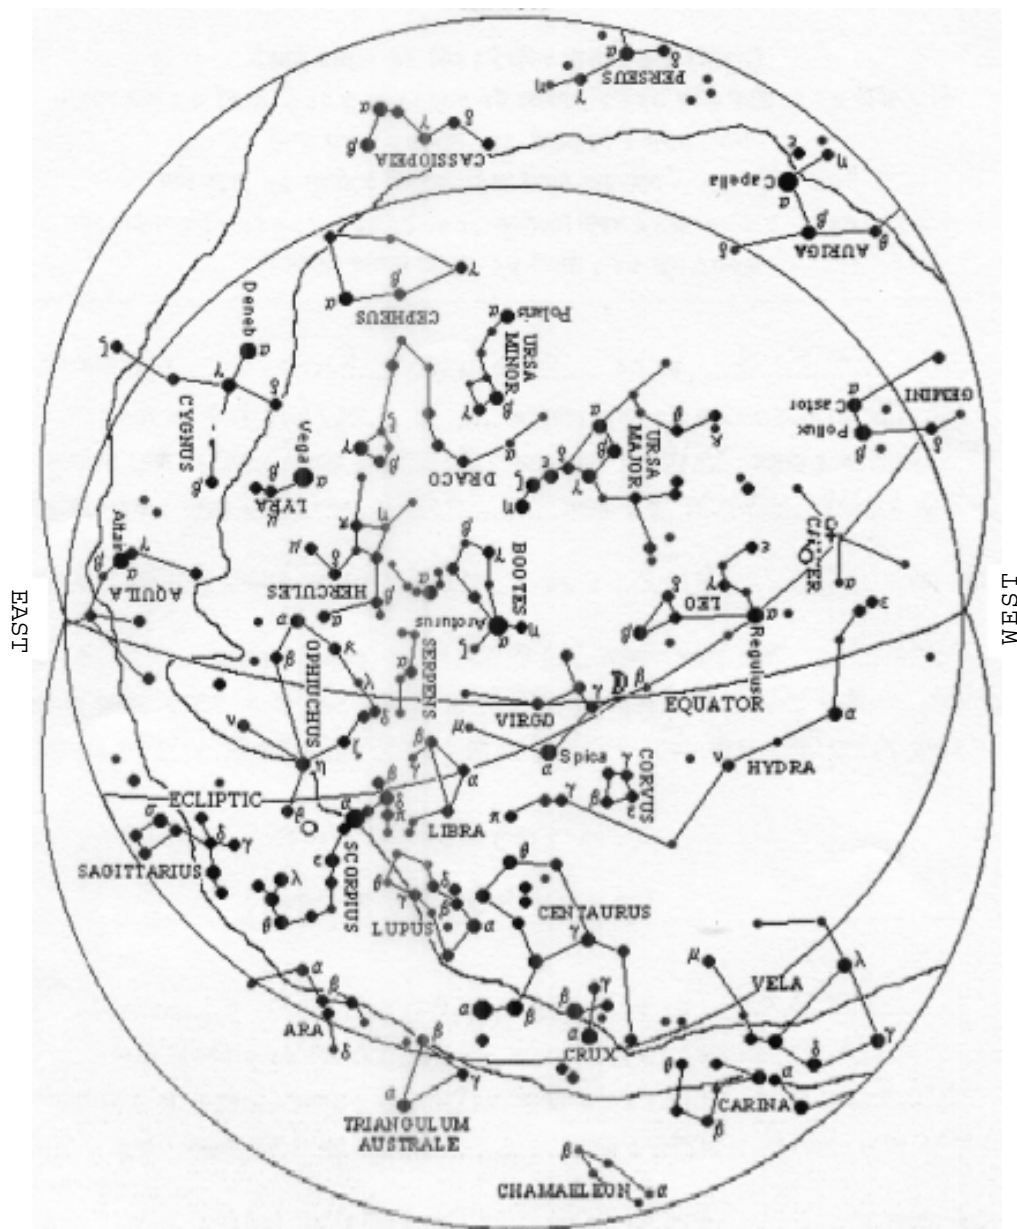 α
δ
PERSEUS
η
γ
α
γ
δ
β
CASSIOPEIA
ε
η
Capella
α
β
θ
δ
AURIGA
γ
β
α
CEPHEUS
Deneb
α
ζ
γ
δ
CYGNUS
β
α
Polaris
URSA
MINOR
β
γ
GEMINI
α
Castor
Pollux
β
δ
α
β
θ
κ
URSA
MAJOR
ε
ζ
γ
η
ζ
γ
β
α
DRACO
Vega
α
β
LYRA
μ
π
η
μ
δ
HERCULES
β
α
Altair
γ
β
α
AQUILA
δ
γ
BOOTES
α
Arcturus
η
α
ζ
ε
δ
γ
LEO
β
α
Regulus
CANCER
α
ε
EAST
WEST
α
β
κ
OPHIUCHUS
λ
δ
ζ
ν
η
α
SERPENS
D
β
γ
VIRGO
EQUATOR
μ
Spica
α
γ
CORVUS
β
ε
α
ν
HYDRA
γ
π
β
γ
α
LIBRA
ECLIPTIC
θ
α
β
δ
π
σ
δ
γ
SAGITTARIUS
SCORPIUS
ε
λ
θ
β
γ
δ
β
α
LUPUS
θ
CENTAURUS
γ
β
α
γ
β
α
CRUX
μ
λ
VELA
δ
γ
α
β
ARA
δ
β
γ
α
TRIANGULUM
AUSTRALE
θ
α
CARINA
β
β
CHAMAELEON
α